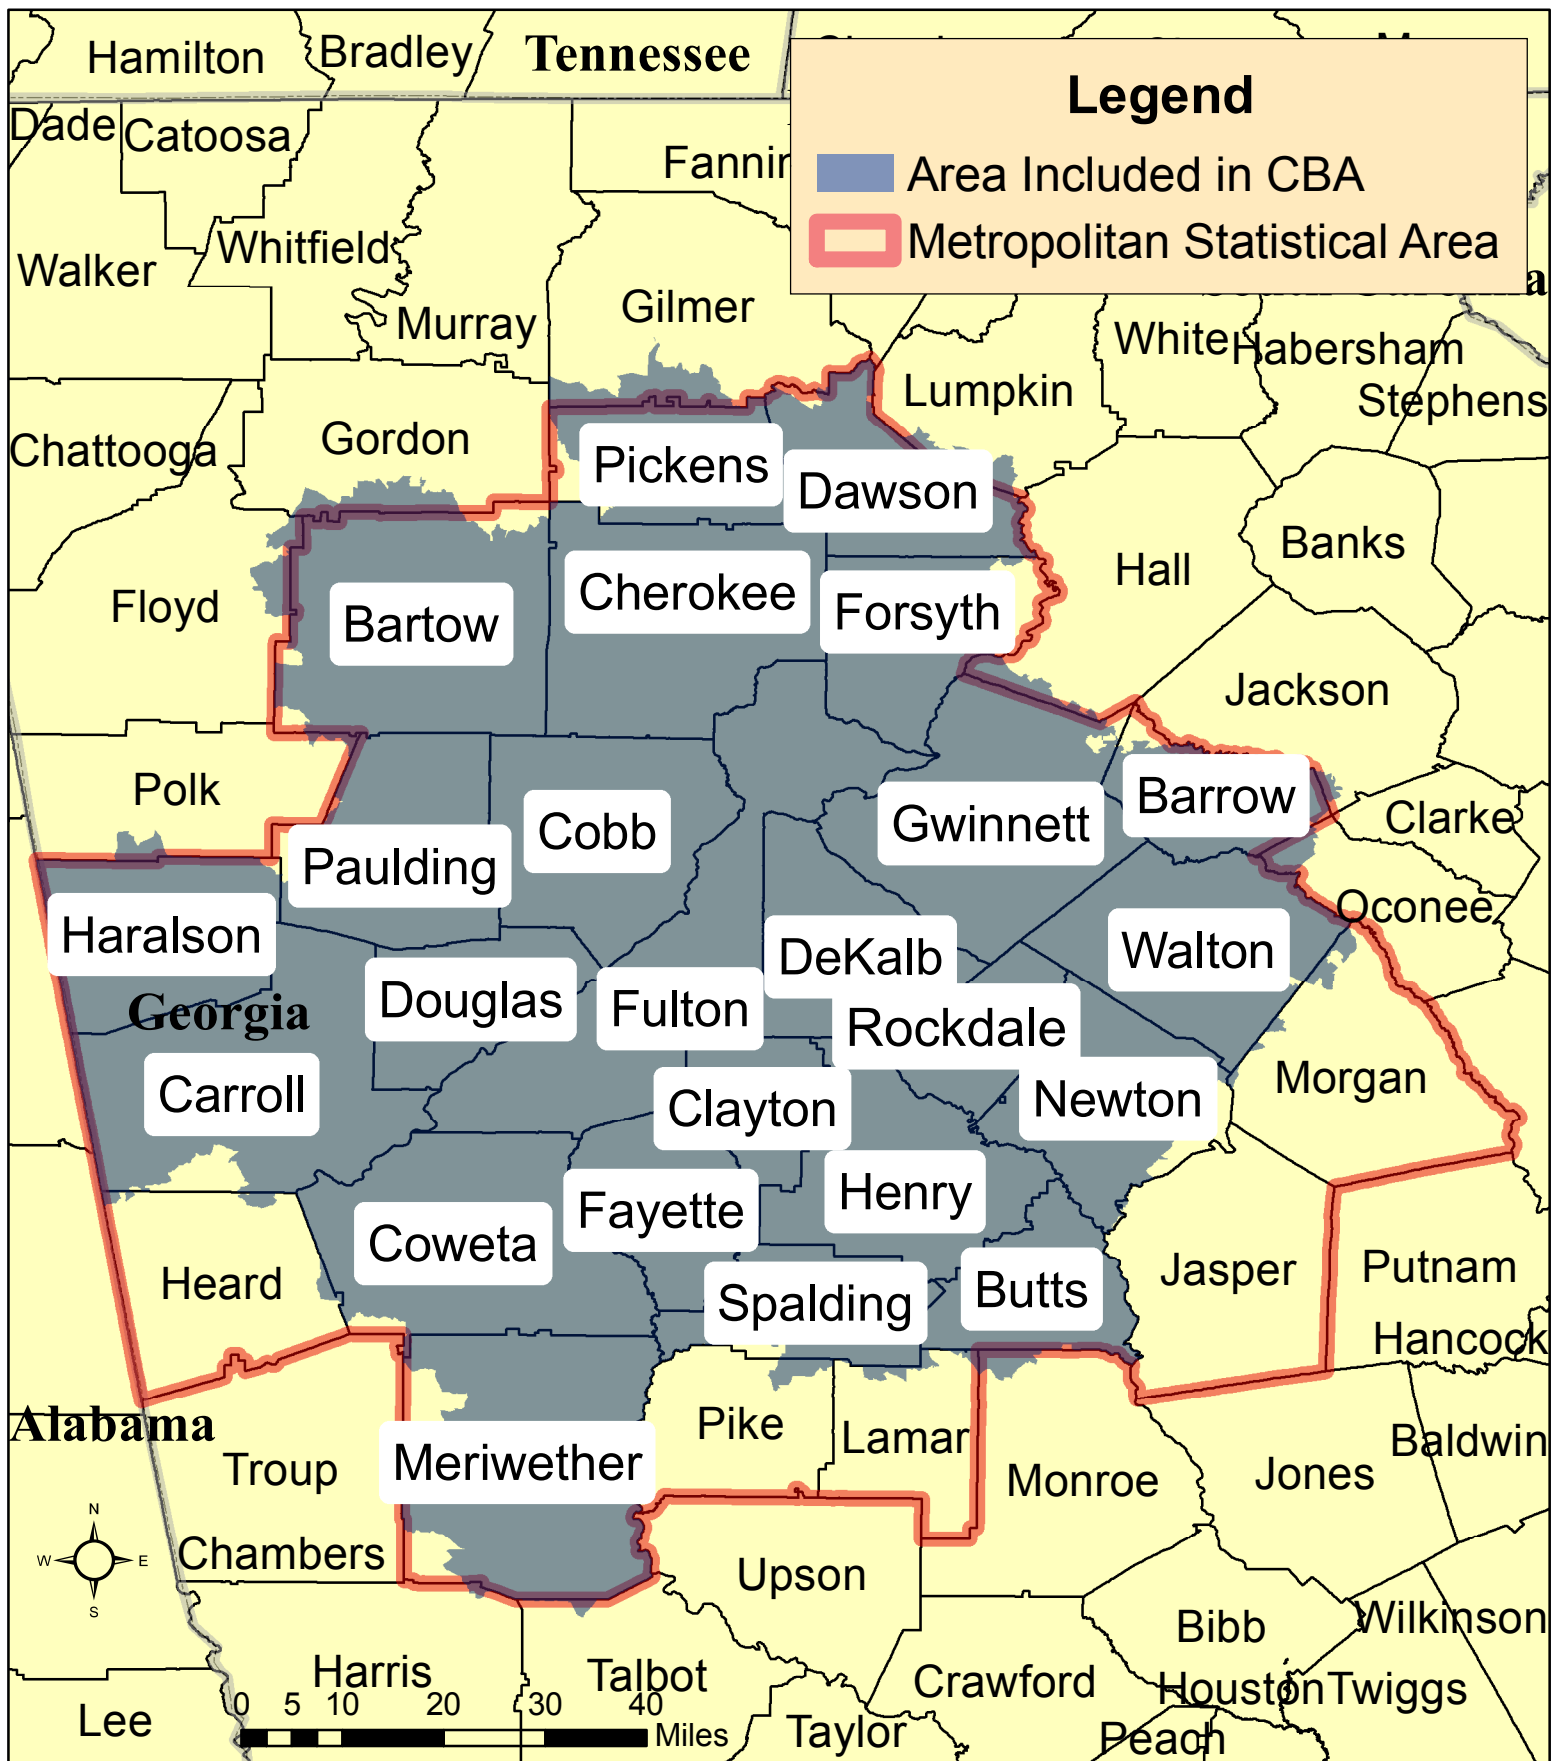 Hamilton
Bradley
Tennessee
Legend
Area Included in CBA
Metropolitan Statistical Area
Dade
Catoosa
Whitfield
Walker
Murray
Gilmer
White
Habersham
Lumpkin
Stephens
Chattooga
Gordon
Pickens
Dawson
Banks
Hall
Floyd
Bartow
Cherokee
Forsyth
Jackson
Polk
Cobb
Gwinnett
Barrow
Clarke
Paulding
Oconee
Haralson
Douglas
Fulton
DeKalb
Walton
Georgia
Rockdale
Carroll
Clayton
Newton
Morgan
Fayette
Henry
Coweta
Heard
Spalding
Butts
Jasper
Putnam
Hancock
Alabama
Troup
Meriwether
Pike
Lamar
Monroe
Jones
Baldwin
N
W
E
S
Chambers
Upson
Bibb
Wilkinson
Harris
Talbot
Crawford
Houston
Twiggs
Lee
Taylor
Peach
0 5 10 20 30 40
Miles